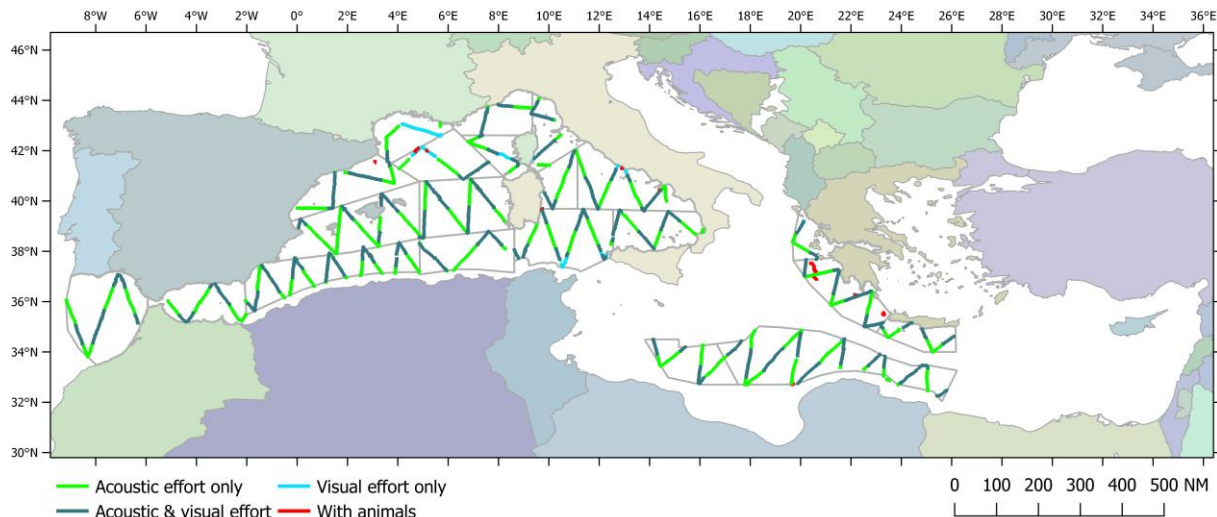 8°W 6°W 4°W 2°W 0° 2°E 4°E 6°E 8°E 10°E 12°E 14°E 16°E 18°E 20°E 22°E 24°E 26°E 28°E 30°E 32°E 34°E 36°E
46°N
44°N
42°N
40°N
38°N
36°N
34°N
32°N
30°N
Acoustic effort only Visual effort only 0 100 200 300 400 500 NM
Acoustic & visual effort With animals